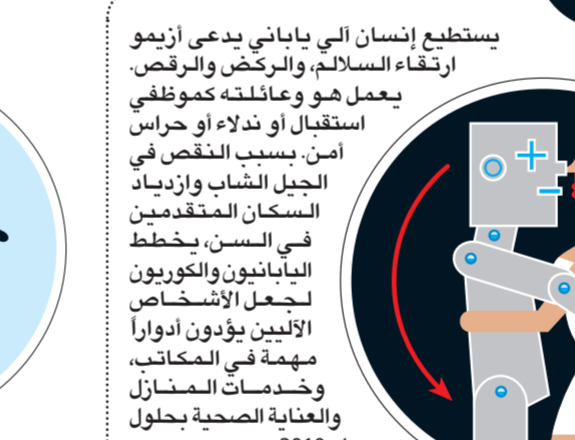 يستطيع إنسان آلي ياباني يدعى أزيمو
ارتقاء السلالم، والركض والرقص.
يعمل هو وعائلته كموظفي
استقبال أو ندلاء أو حراس
أمن. بسبب النقص في
الجيل الشاب وازدياد
السكان المتقدمين
في السن، يخطط
اليابانيون والكوريون
لجعل الأشخاص
الآليين يؤدون أدواراً
مهمة في المكاتب،
وخدمات المنازل
والعناية الصحية بحلول